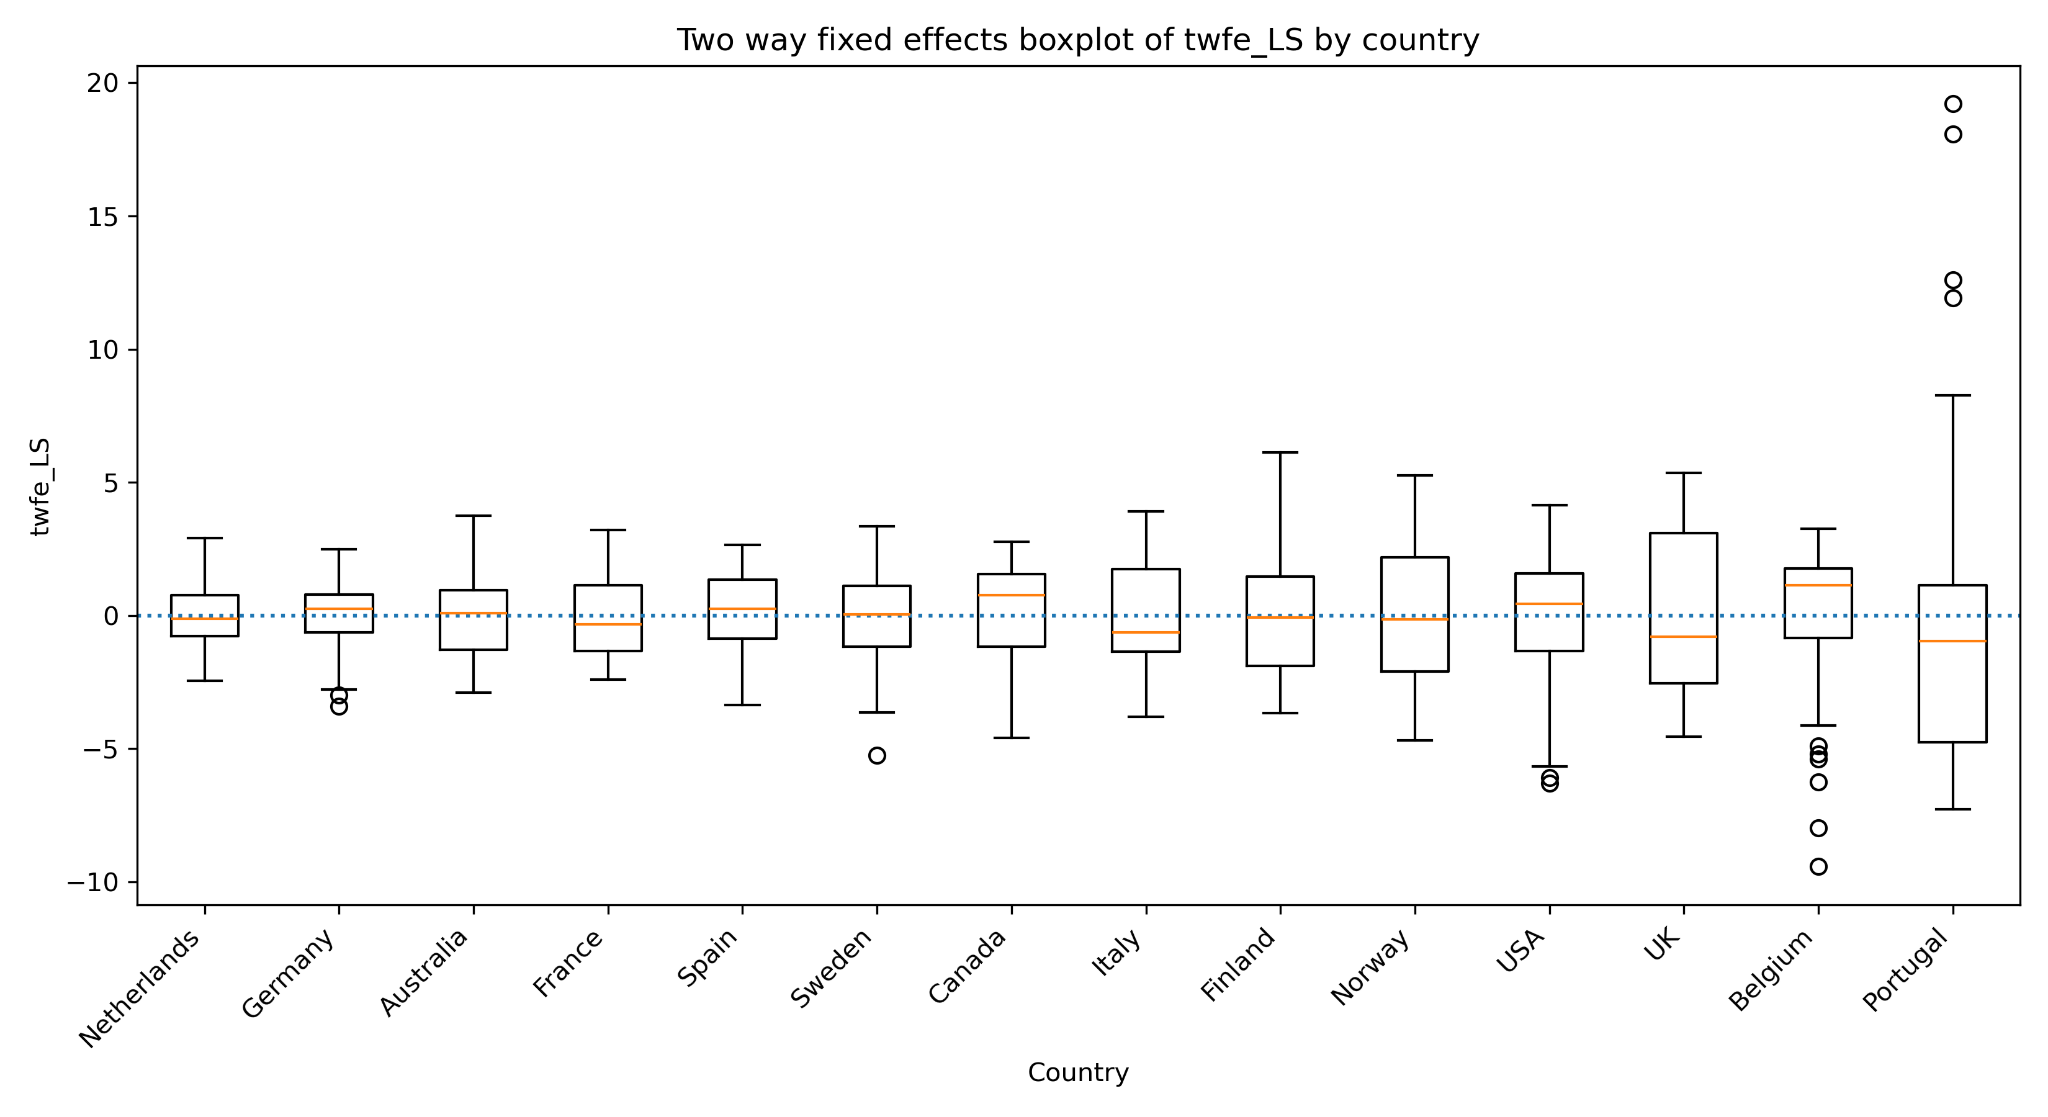 Two way fixed effects boxplot of twfe_LS by country
20
15
10
5
0
−5
−10
twfe_LS
Netherlands
Germany
Australia
France
Spain
Sweden
Canada
Italy
Finland
Norway
USA
UK
Belgium
Portugal
Country